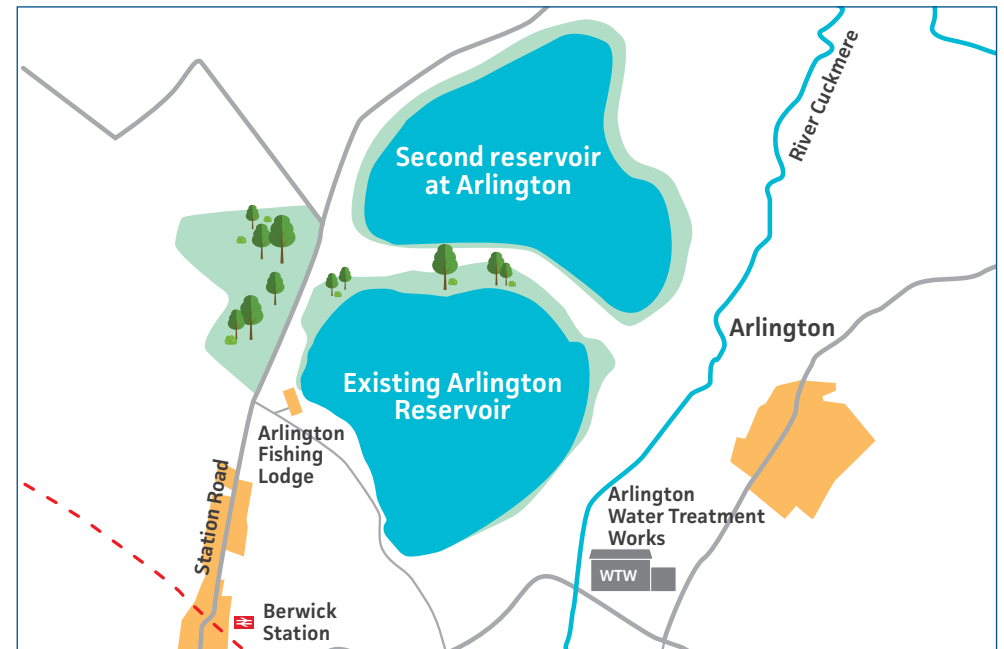 River Cuckmere
Second reservoir
at Arlington
Arlington
Existing Arlington
Reservoir
Arlington
Fishing
Lodge
Station Road
Arlington
Water Treatment
Works
WTW
Berwick
Station